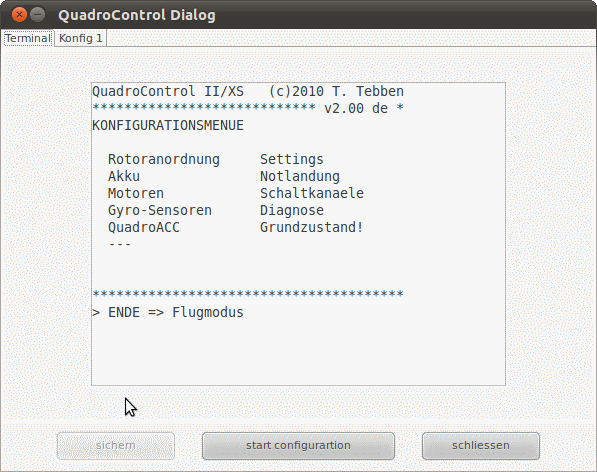 QuadroControl Dialog
Terminal Konfig 1
QuadroControl II/XS   (c)2010 T. Tebben
**************************** v2.00 de *
KONFIGURATIONSMENUE
Rotoranordnung     Settings
Akku               Notlandung
Motoren            Schaltkanaele
Gyro-Sensoren      Diagnose
QuadroACC          Grundzustand!
---
***************************************
> ENDE => Flugmodus
sichern start configurartion schliessen